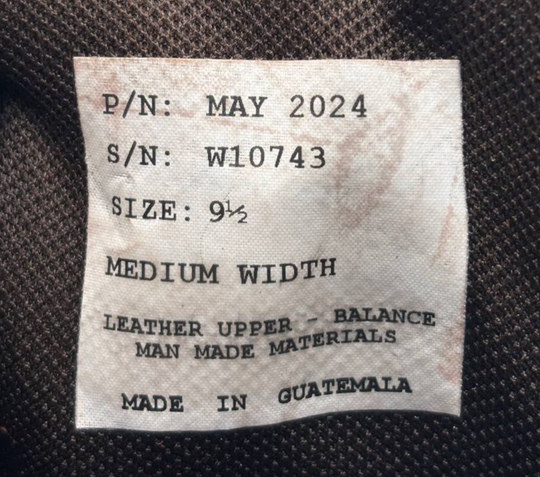 P/N: MAY 2024
S/N: W10743
SIZE: 9½
MEDIUM WIDTH
LEATHER UPPER - BALANCE
MAN MADE MATERIALS
MADE IN GUATEMALA